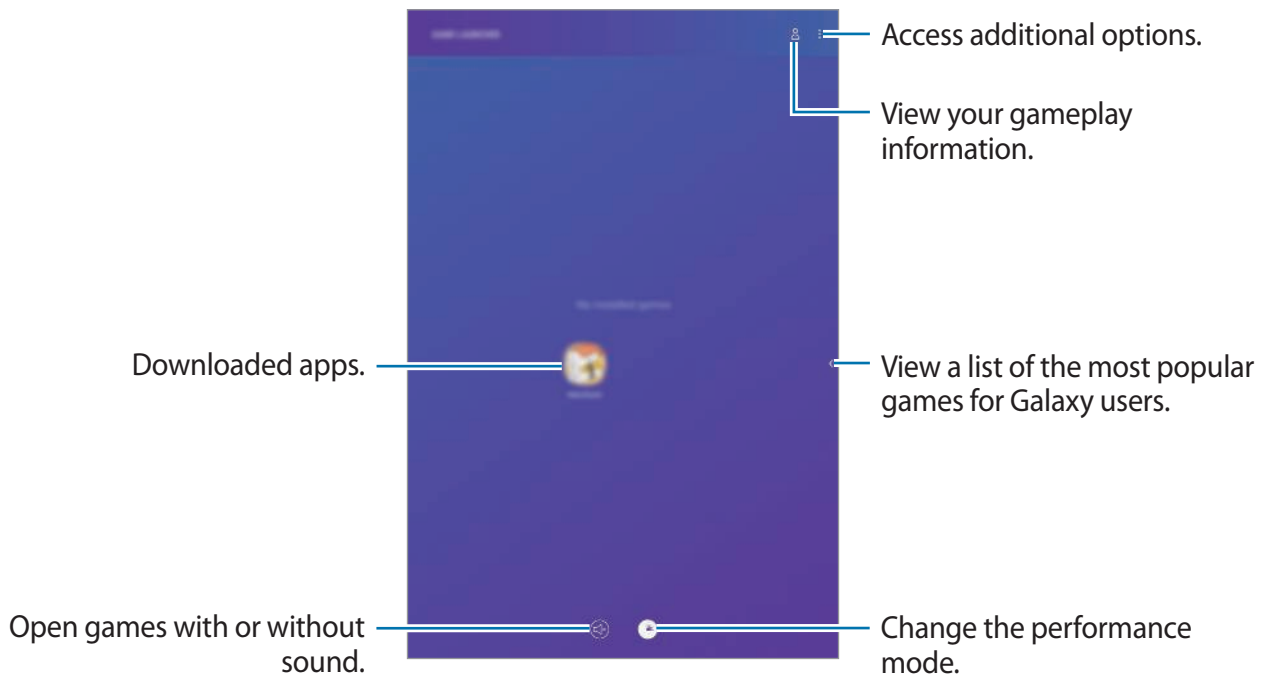 Access additional options.
View your gameplay
information.
Downloaded apps.
View a list of the most popular
games for Galaxy users.
Open games with or without
sound.
Change the performance
mode.